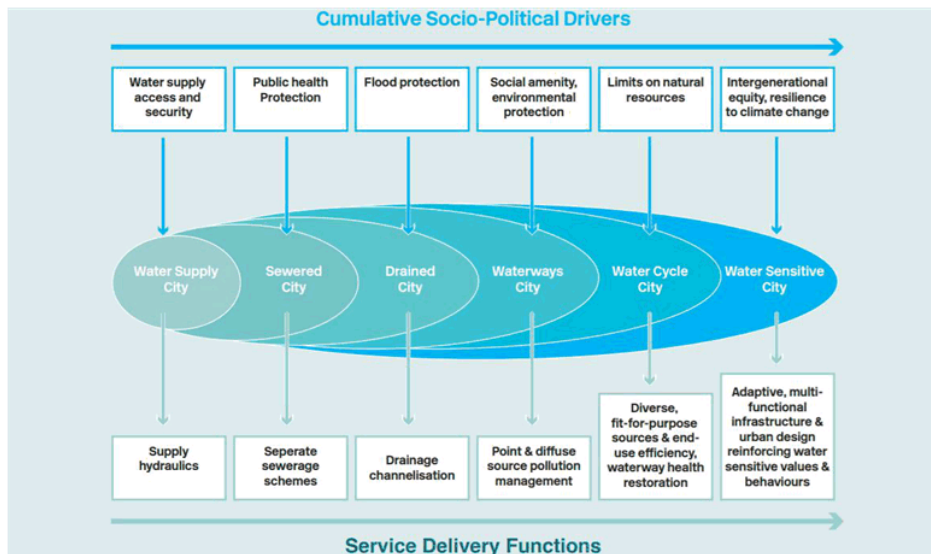 Cumulative Socio-Political Drivers
Water supply
access and
security
Public health
Protection
Flood protection
Social amenity,
environmental
protection
Limits on natural
resources
Intergenerational
equity, resilience
to climate change
Water Supply
City
Sewered
City
Drained
City
Waterways
City
Water Cycle
City
Water Sensitive
City
Supply
hydraulics
Seperate
sewerage
schemes
Drainage
channelisation
Point & diffuse
source pollution
management
Diverse,
fit-for-purpose
sources & end-
use efficiency,
waterway health
restoration
Adaptive, multi-
functional
infrastructure &
urban design
reinforcing water
sensitive values &
behaviours
Service Delivery Functions